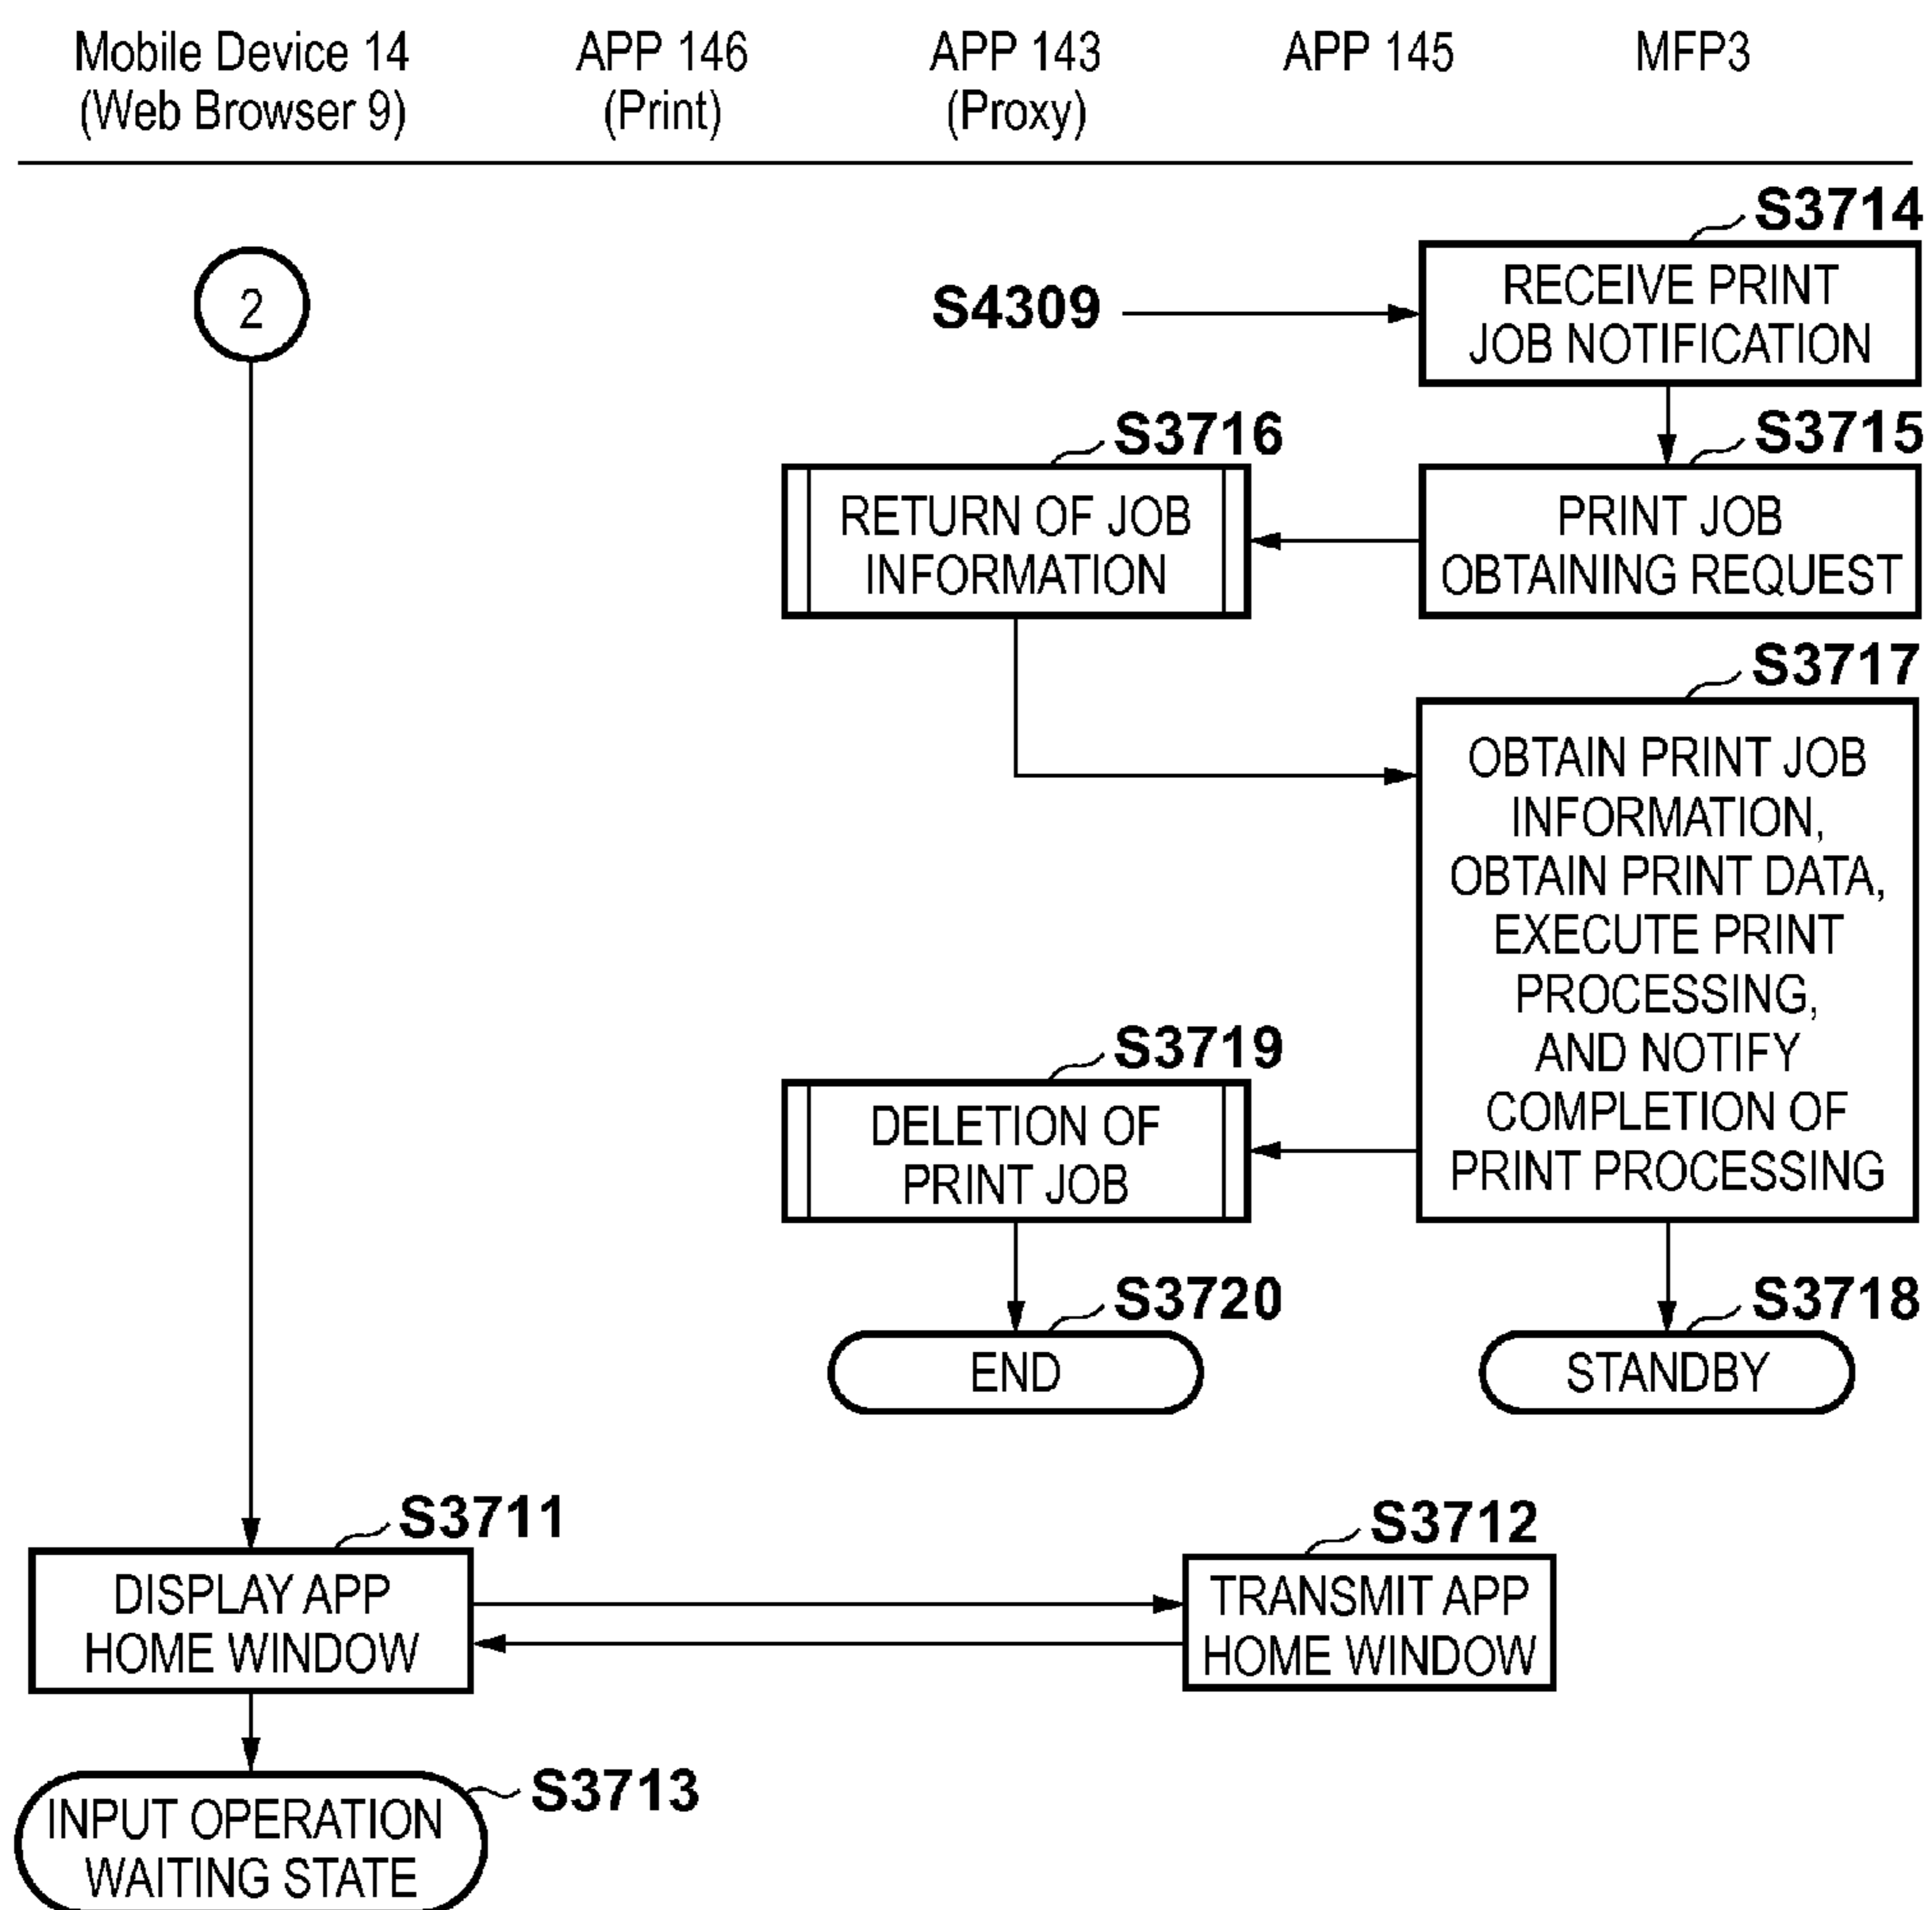 Mobile Device 14
(Web Browser 9)
APP 146
(Print)
APP 143
(Proxy)
APP 145
MFP3
2
S4309
S3714
RECEIVE PRINT
JOB NOTIFICATION
S3716
RETURN OF JOB
INFORMATION
S3715
PRINT JOB
OBTAINING REQUEST
S3717
OBTAIN PRINT JOB
INFORMATION,
OBTAIN PRINT DATA,
EXECUTE PRINT
PROCESSING,
AND NOTIFY
COMPLETION OF
PRINT PROCESSING
S3719
DELETION OF
PRINT JOB
S3720
END
S3718
STANDBY
S3711
DISPLAY APP
HOME WINDOW
S3712
TRANSMIT APP
HOME WINDOW
S3713
INPUT OPERATION
WAITING STATE